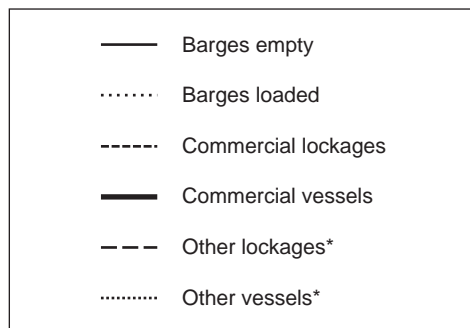 Barges empty
Barges loaded
Commercial lockages
Commercial vessels
Other lockages*
Other vessels*